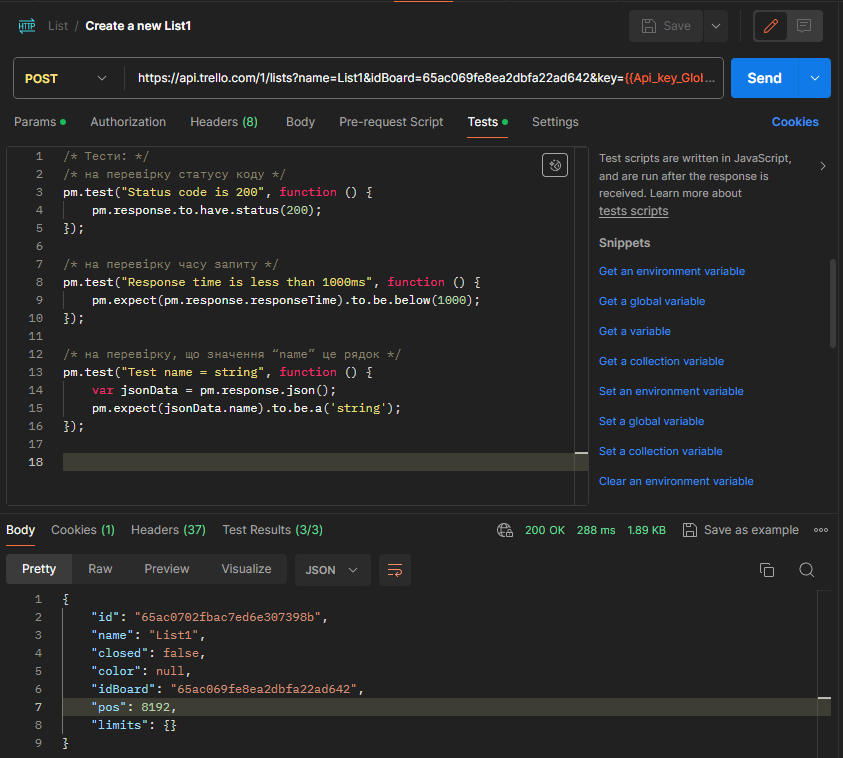 HTTP List / Create a new List1 Save
POST https://api.trello.com/1/lists?name=List1&idBoard=65ac069fe8ea2dbfa22ad642&key={{Api_key_Glol ... Send
Params Authorization Headers (8) Body Pre-request Script Tests Settings Cookies
1 /* Тести: */
2 /* на перевірку статусу коду */
3 pm.test("Status code is 200", function () {
4 pm.response.to.have.status(200);
5 });
6
7 /* на перевірку часу запиту */
8 pm.test("Response time is less than 1000ms", function () {
9 pm.expect(pm.response.responseTime).to.be.below(1000);
10 });
11
12 /* на перевірку, що значення “name” це рядок */
13 pm.test("Test name = string", function () {
14 var jsonData = pm.response.json();
15 pm.expect(jsonData.name).to.be.a('string');
16 });
17
18
Test scripts are written in JavaScript,
and are run after the response is
received. Learn more about
tests scripts
Snippets
Get an environment variable
Get a global variable
Get a variable
Get a collection variable
Set an environment variable
Set a global variable
Set a collection variable
Clear an environment variable
Body Cookies (1) Headers (37) Test Results (3/3) 200 OK 288 ms 1.89 KB Save as example
Pretty Raw Preview Visualize JSON
1 {
2 "id": "65ac0702fbac7ed6e307398b",
3 "name": "List1",
4 "closed": false,
5 "color": null,
6 "idBoard": "65ac069fe8ea2dbfa22ad642",
7 "pos": 8192,
8 "limits": {}
9 }